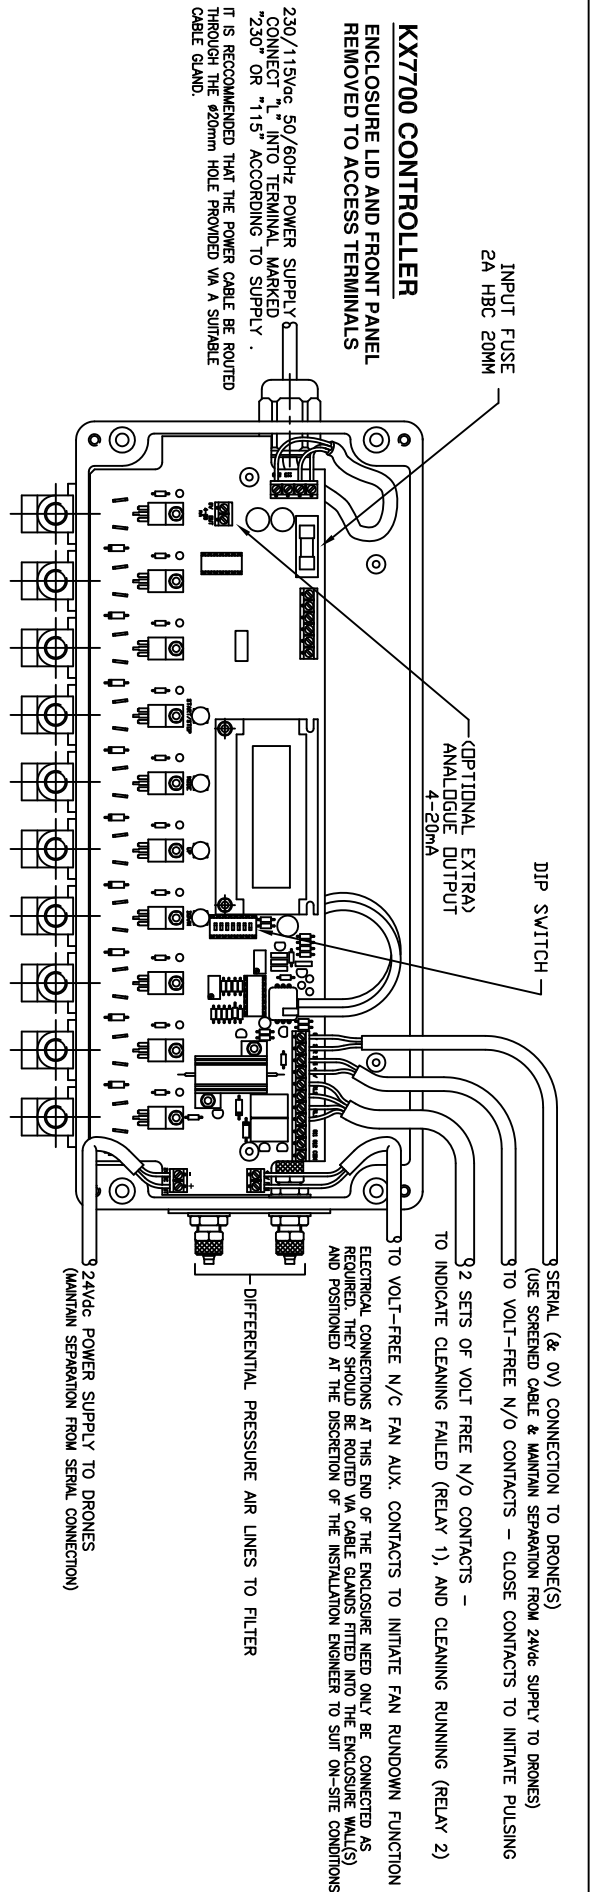 KX7700 CONTROLLER
ENCLOSURE LID AND FRONT PANEL
REMOVED TO ACCESS TERMINALS
230/115Vac 50/60Hz POWER SUPPLY
CONNECT "L" INTO TERMINAL MARKED
"230" OR "115" ACCORDING TO SUPPLY .
IT IS RECCOMMENDED THAT THE POWER CABLE BE ROUTED
THROUGH THE ø20mm HOLE PROVIDED VIA A SUITABLE
CABLE GLAND.
INPUT FUSE
2A HBC 20MM
(OPTIONAL EXTRA)
ANALOGUE OUTPUT
4-20mA
DIP SWITCH
START/STOP
SERIAL (& 0V) CONNECTION TO DRONE(S)
(USE SCREENED CABLE & MAINTAIN SEPARATION FROM 24Vdc SUPPLY TO DRONES)
TO VOLT-FREE N/O CONTACTS - CLOSE CONTACTS TO INITIATE PULSING
2 SETS OF VOLT FREE N/O CONTACTS -
TO INDICATE CLEANING FAILED (RELAY 1), AND CLEANING RUNNING (RELAY 2)
TO VOLT-FREE N/C FAN AUX. CONTACTS TO INITIATE FAN RUNDOWN FUNCTION
ELECTRICAL CONNECTIONS AT THIS END OF THE ENCLOSURE NEED ONLY BE CONNECTED AS
REQUIRED. THEY SHOULD BE ROUTED VIA CABLE GLANDS FITTED INTO THE ENCLOSURE WALL(S)
AND POSITIONED AT THE DISCRETION OF THE INSTALLATION ENGINEER TO SUIT ON-SITE CONDITIONS
DIFFERENTIAL PRESSURE AIR LINES TO FILTER
24Vdc POWER SUPPLY TO DRONES
(MAINTAIN SEPARATION FROM SERIAL CONNECTION)